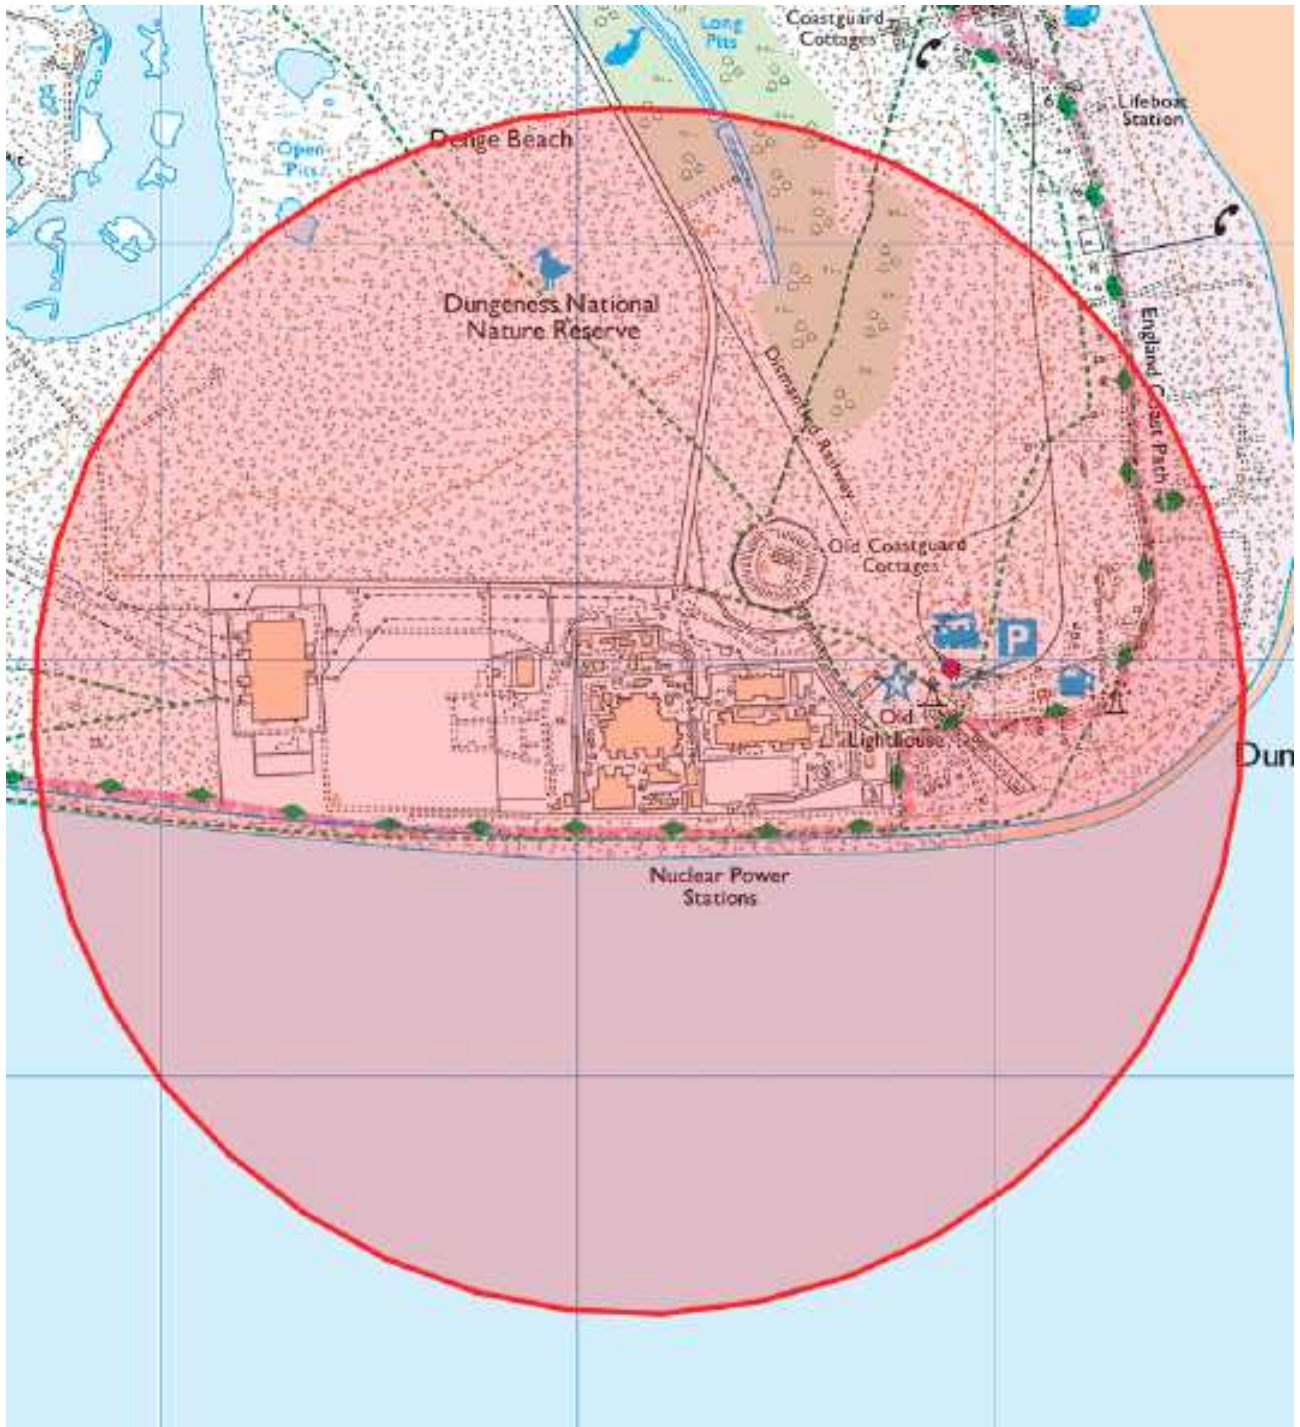 Long
Pits
Coastguard
Cottages
Lifeboat
Station
Denge Beach
Open
Pits
Dungeness National
Nature Reserve
England Coast Path
Dismantled Railway
Old Coastguard
Cottages
P
Old
Lighthouse
Dun
Nuclear Power
Stations